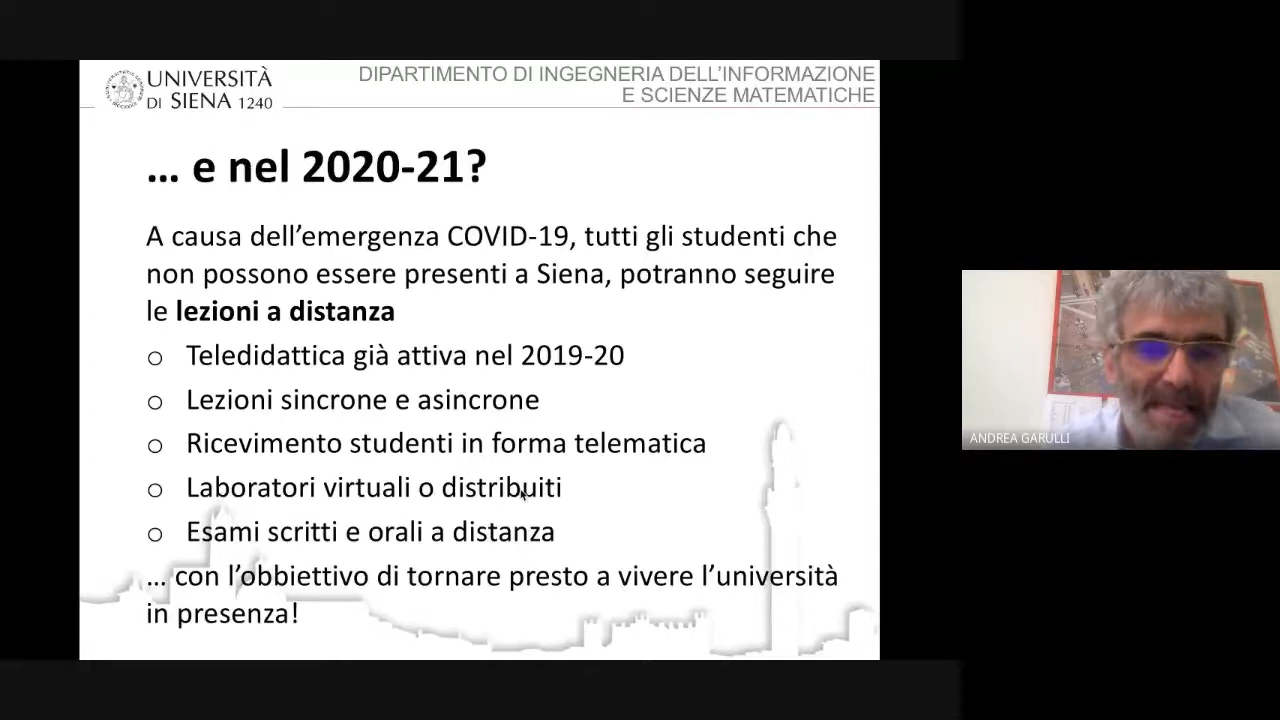 UNIVERSITÀ
DI SIENA 1240
DIPARTIMENTO DI INGEGNERIA DELL'INFORMAZIONE
E SCIENZE MATEMATICHE
... e nel 2020-21?
A causa dell'emergenza COVID-19, tutti gli studenti che
non possono essere presenti a Siena, potranno seguire
le lezioni a distanza
o Teledidattica già attiva nel 2019-20
o Lezioni sincrone e asincrone
o Ricevimento studenti in forma telematica
o Laboratori virtuali o distribuiti
o Esami scritti e orali a distanza
... con l'obbiettivo di tornare presto a vivere l'università
in presenza!
ANDREA GARULLI